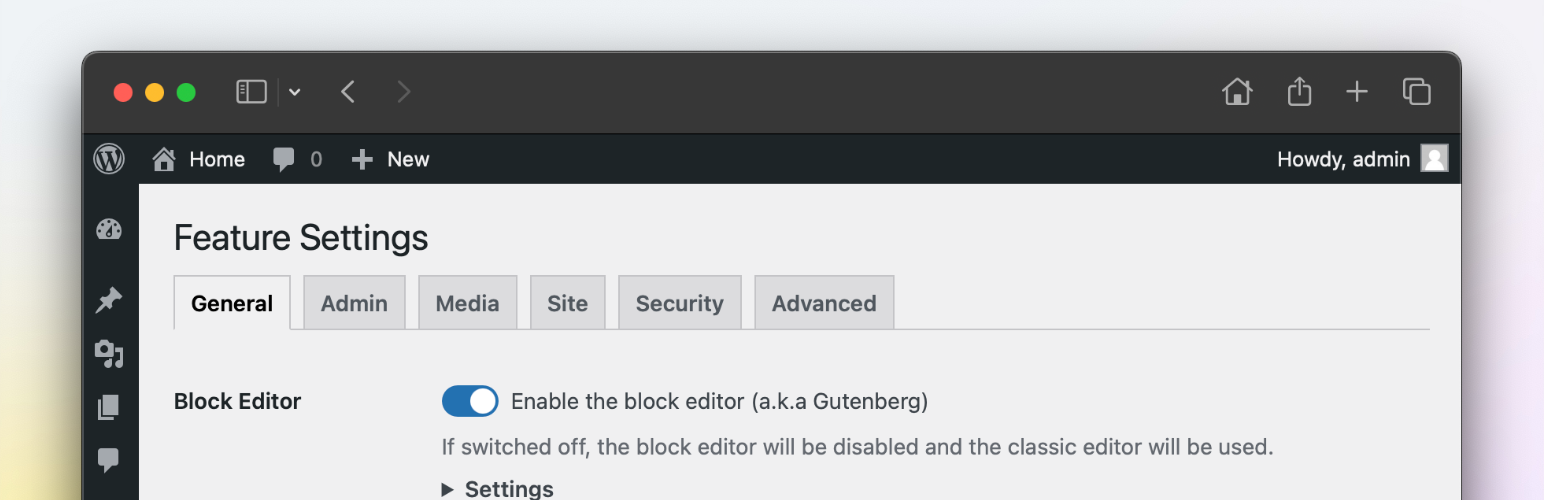 Home 0 New Howdy, admin
Feature Settings
General Admin Media Site Security Advanced
Block Editor Enable the block editor (a.k.a Gutenberg)
If switched off, the block editor will be disabled and the classic editor will be used.
Settings